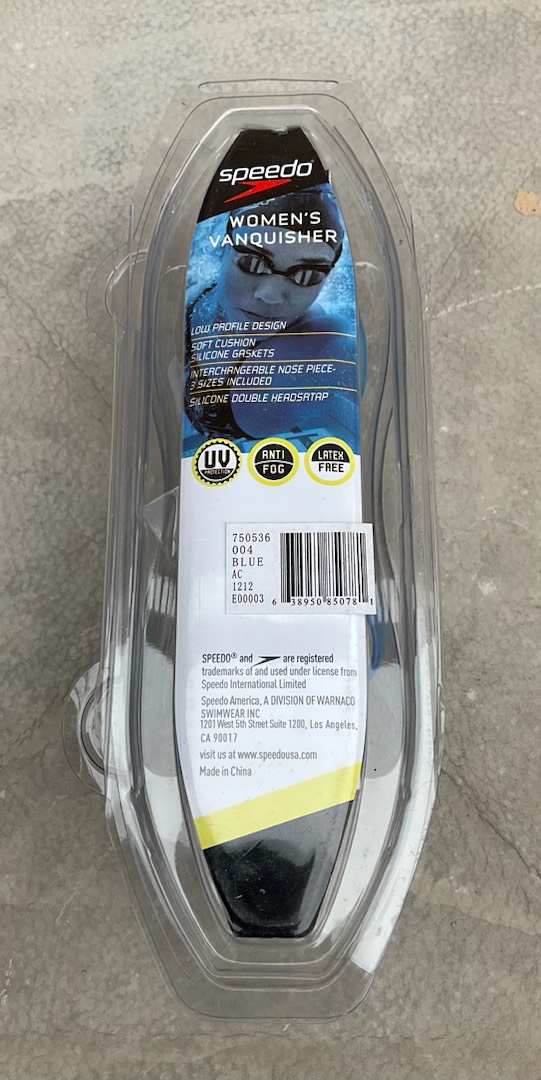 speedo
WOMEN'S
VANQUISHER
LOW PROFILE DESIGN
SOFT CUSHION
SILICONE GASKETS
INTERCHANGEABLE NOSE PIECE-
3 SIZES INCLUDED
SILICONE DOUBLE HEADSATAP
UV
PROTECTION
ANTI
FOG
LATEX
FREE
750536
004
BLUE
AC
1212
E00003
6 38950 85078 1
SPEEDO® and are registered
trademarks of and used under license from
Speedo International Limited
Speedo America, A DIVISION OF WARNACO
SWIMWEAR INC
1201 West 5th Street Suite 1200, Los Angeles,
CA 90017
visit us at www.speedousa.com
Made in China